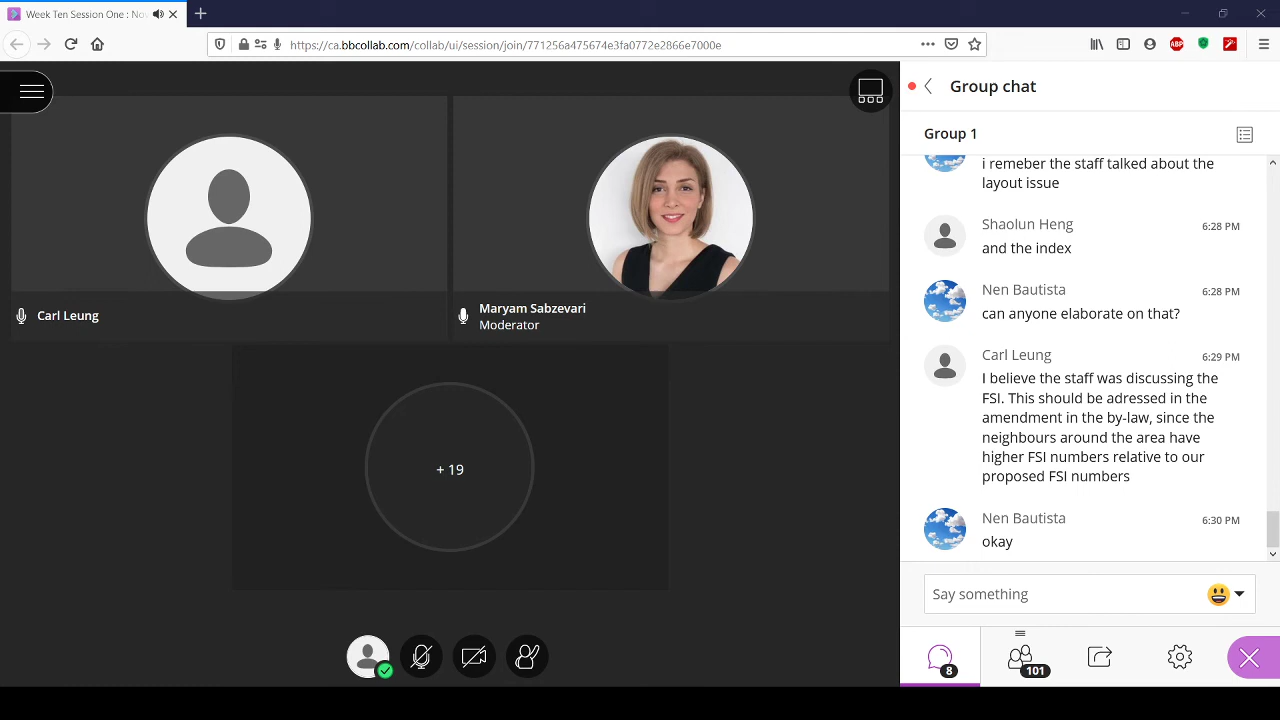 Week Ten Session One : Nov
https://ca.bbcollab.com/collab/ui/session/join/771256a475674e3fa0772e2866e7000e
ABP
Carl Leung
Maryam Sabzevari
Moderator
+ 19
Group chat
Group 1
i remeber the staff talked about the
layout issue
Shaolun Heng 6:28 PM
and the index
Nen Bautista 6:28 PM
can anyone elaborate on that?
Carl Leung 6:29 PM
I believe the staff was discussing the
FSI. This should be adressed in the
amendment in the by-law, since the
neighbours around the area have
higher FSI numbers relative to our
proposed FSI numbers
Nen Bautista 6:30 PM
okay
Say something
8
101